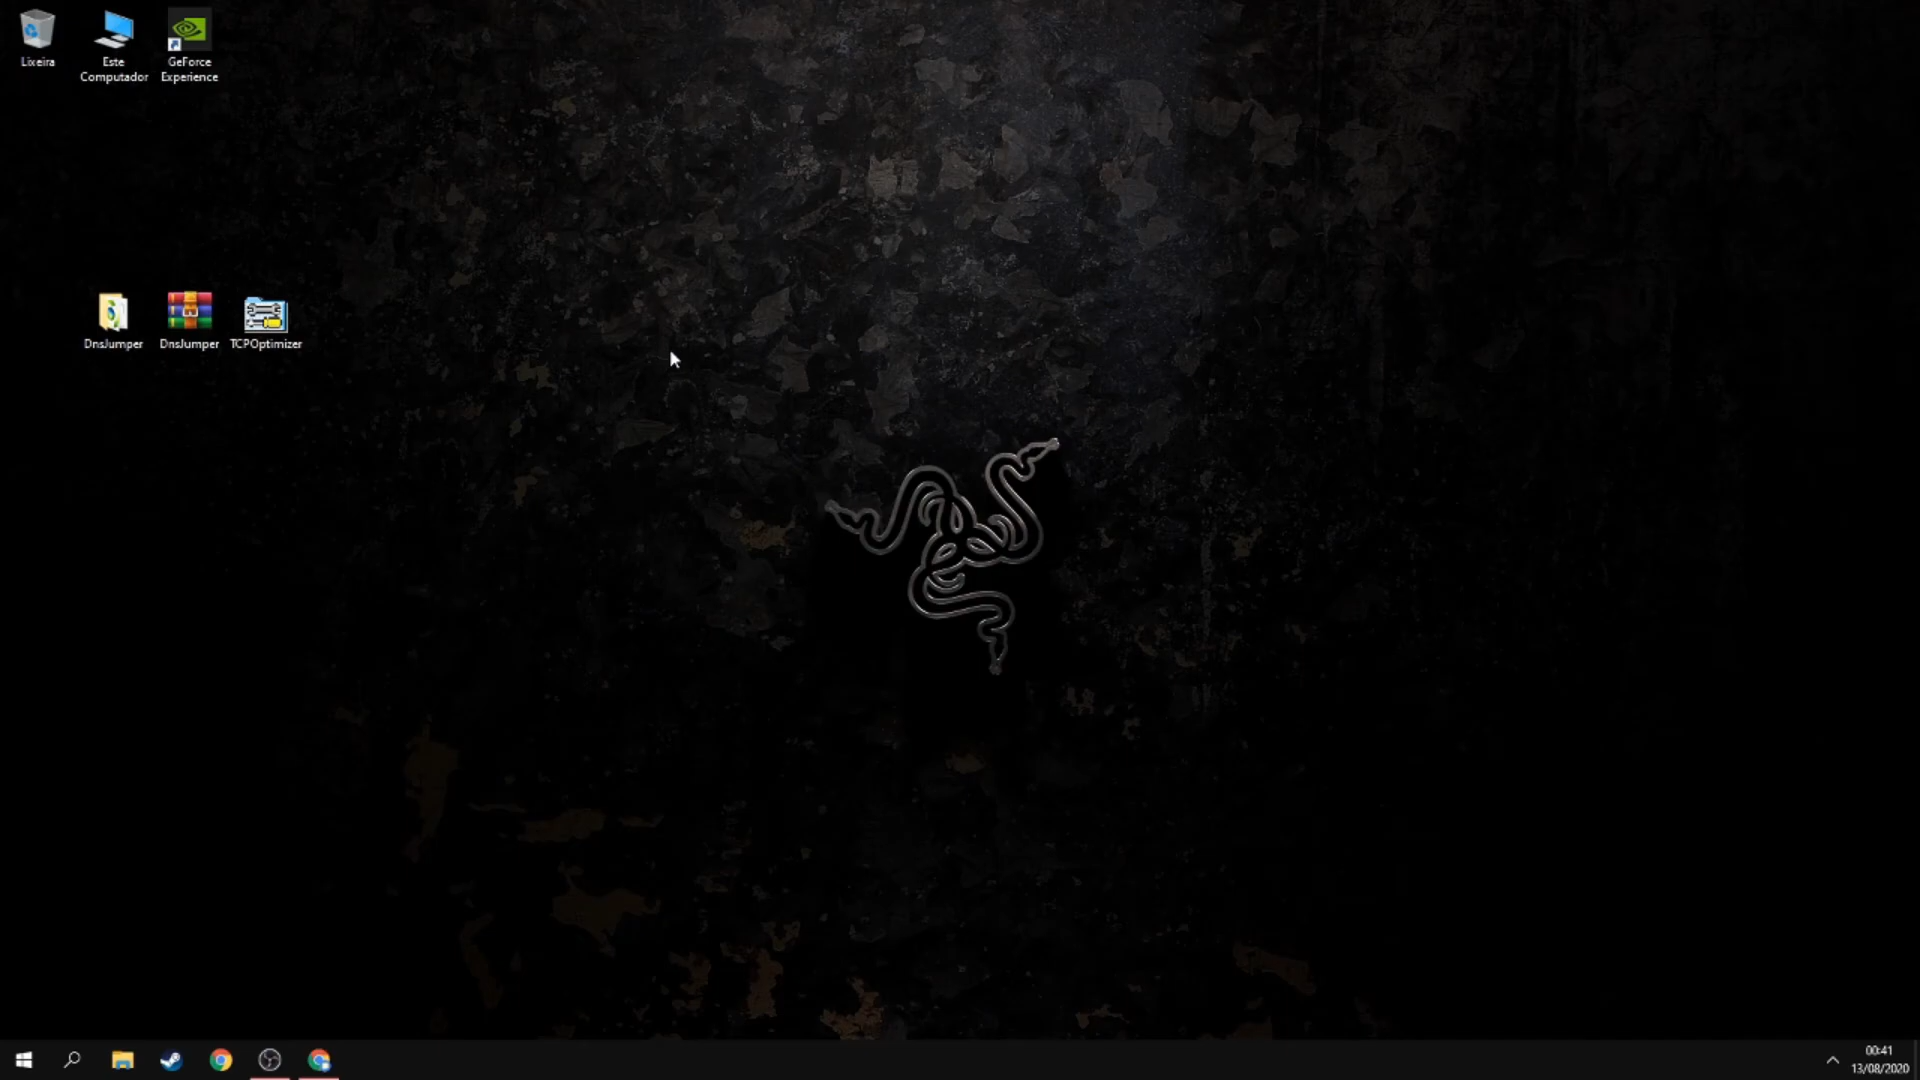 Lixeira
Este
Computador
GeForce
Experience
DnsJumper
DnsJumper
TCPOptimizer
00:41
13/08/2020